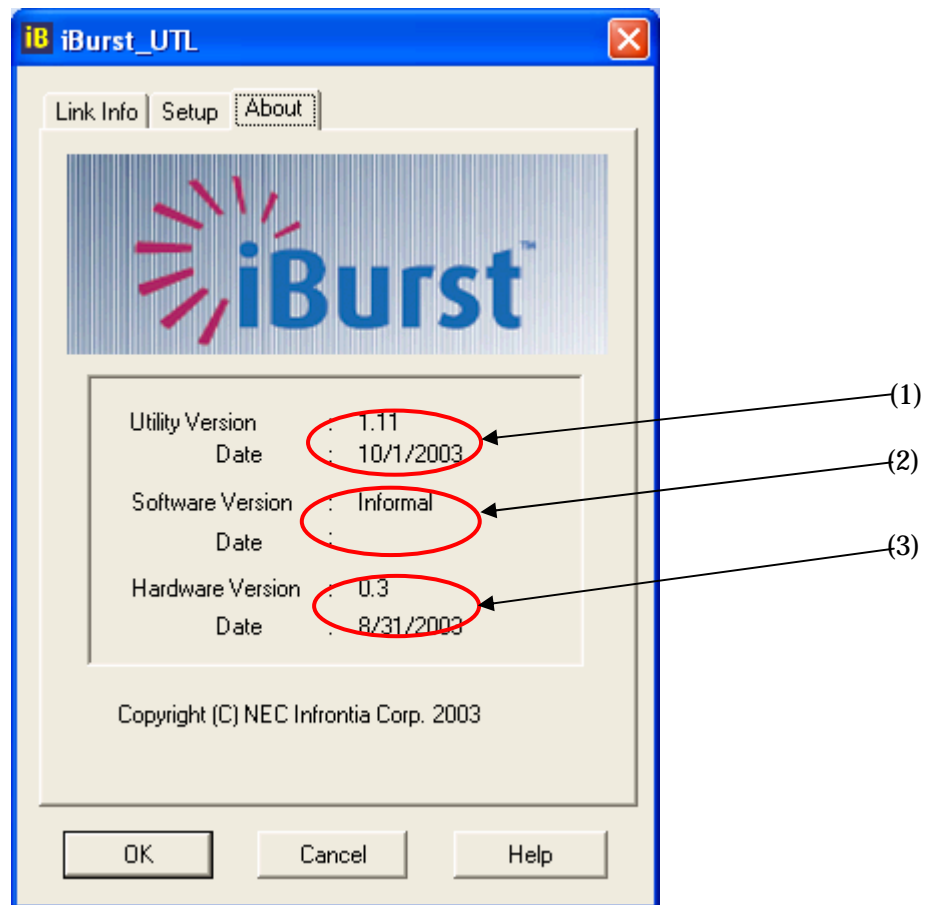 iB iBurst_UTL
Link Info Setup About
iBurst™
Utility Version : 1.11
Date : 10/1/2003
Software Version : Informal
Date :
Hardware Version : 0.3
Date : 8/31/2003
Copyright (C) NEC Infrontia Corp. 2003
OK Cancel Help
(1)
(2)
(3)